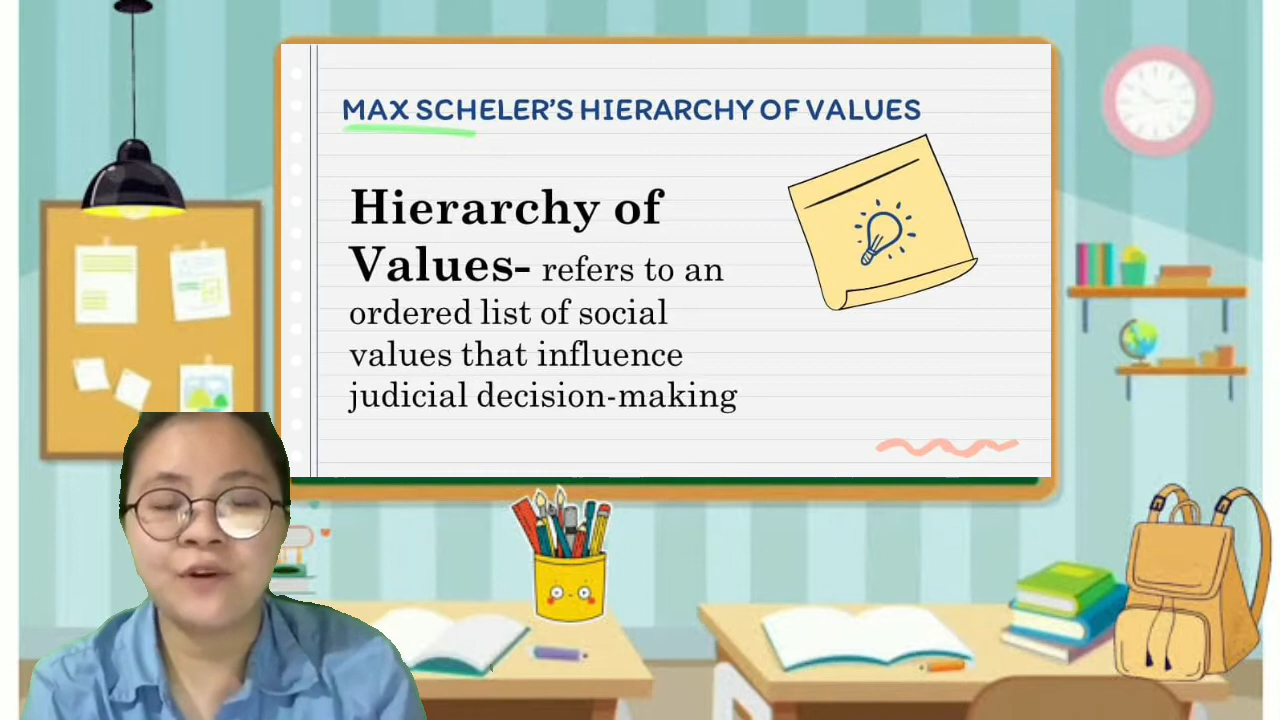 MAX SCHELER'S HIERARCHY OF VALUES
Hierarchy of
Values- refers to an
ordered list of social
values that influence
judicial decision-making